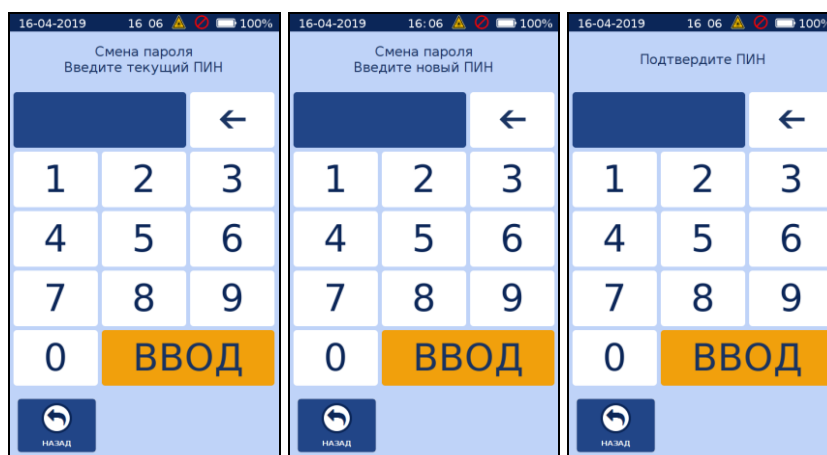 16-04-2019 16 06 100%
Смена пароля
Введите текущий ПИН
←
1 2 3
4 5 6
7 8 9
0 ВВОД
НАЗАД
16-04-2019 16:06 100%
Смена пароля
Введите новый ПИН
←
1 2 3
4 5 6
7 8 9
0 ВВОД
НАЗАД
16-04-2019 16 06 100%
Подтвердите ПИН
←
1 2 3
4 5 6
7 8 9
0 ВВОД
НАЗАД